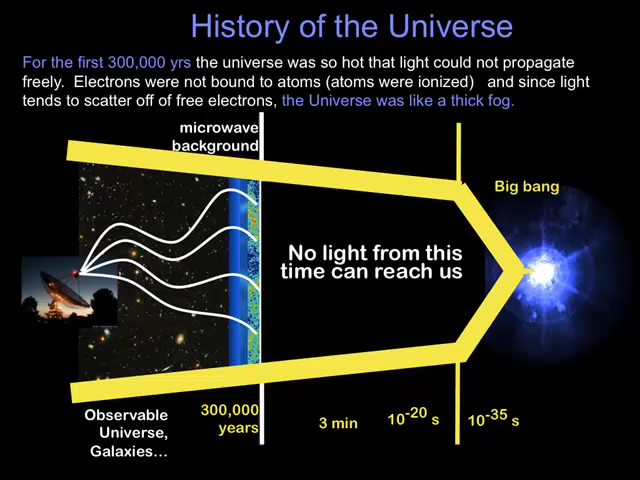 History of the Universe
For the first 300,000 yrs the universe was so hot that light could not propagate
freely. Electrons were not bound to atoms (atoms were ionized) and since light
tends to scatter off of free electrons, the Universe was like a thick fog.
microwave
background
Big bang
No light from this
time can reach us
Observable
Universe,
Galaxies...
300,000
years
3 min
10^-20 s
10^-35 s